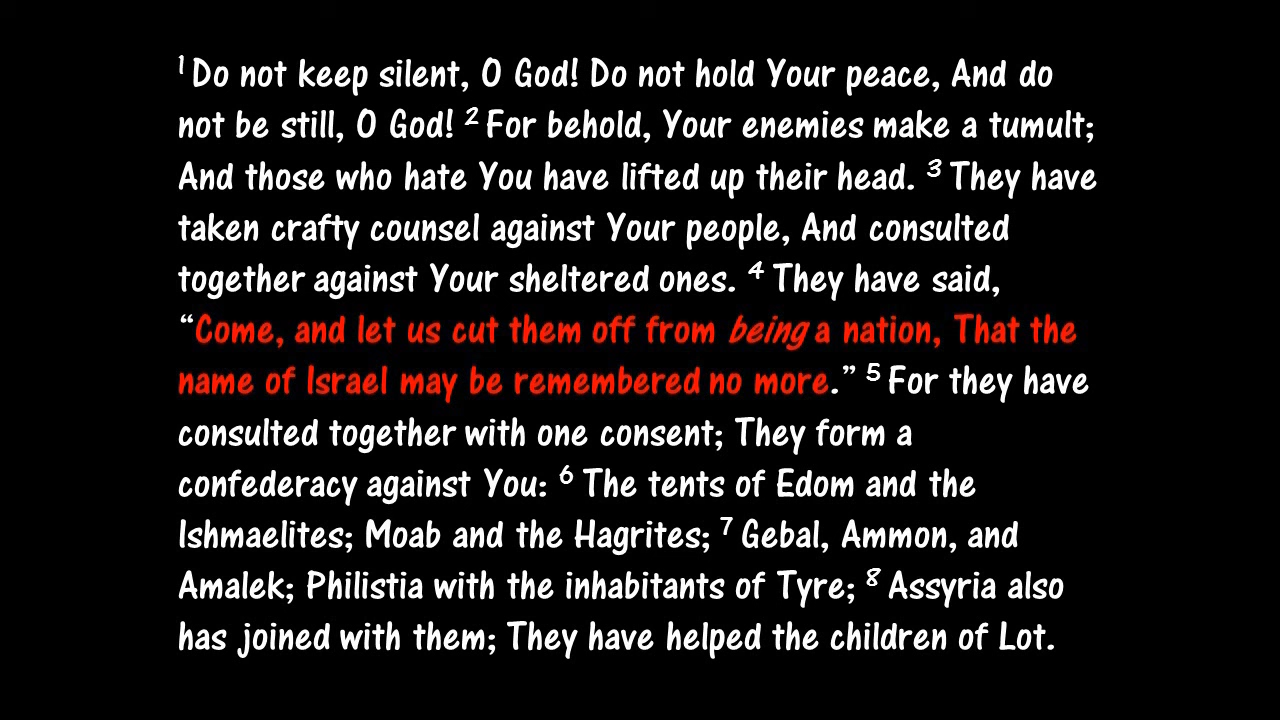 1 Do not keep silent, O God! Do not hold Your peace, And do
not be still, O God! 2 For behold, Your enemies make a tumult;
And those who hate You have lifted up their head. 3 They have
taken crafty counsel against Your people, And consulted
together against Your sheltered ones. 4 They have said,
“Come, and let us cut them off from being a nation, That the
name of Israel may be remembered no more.” 5 For they have
consulted together with one consent; They form a
confederacy against You: 6 The tents of Edom and the
Ishmaelites; Moab and the Hagrites; 7 Gebal, Ammon, and
Amalek; Philistia with the inhabitants of Tyre; 8 Assyria also
has joined with them; They have helped the children of Lot.